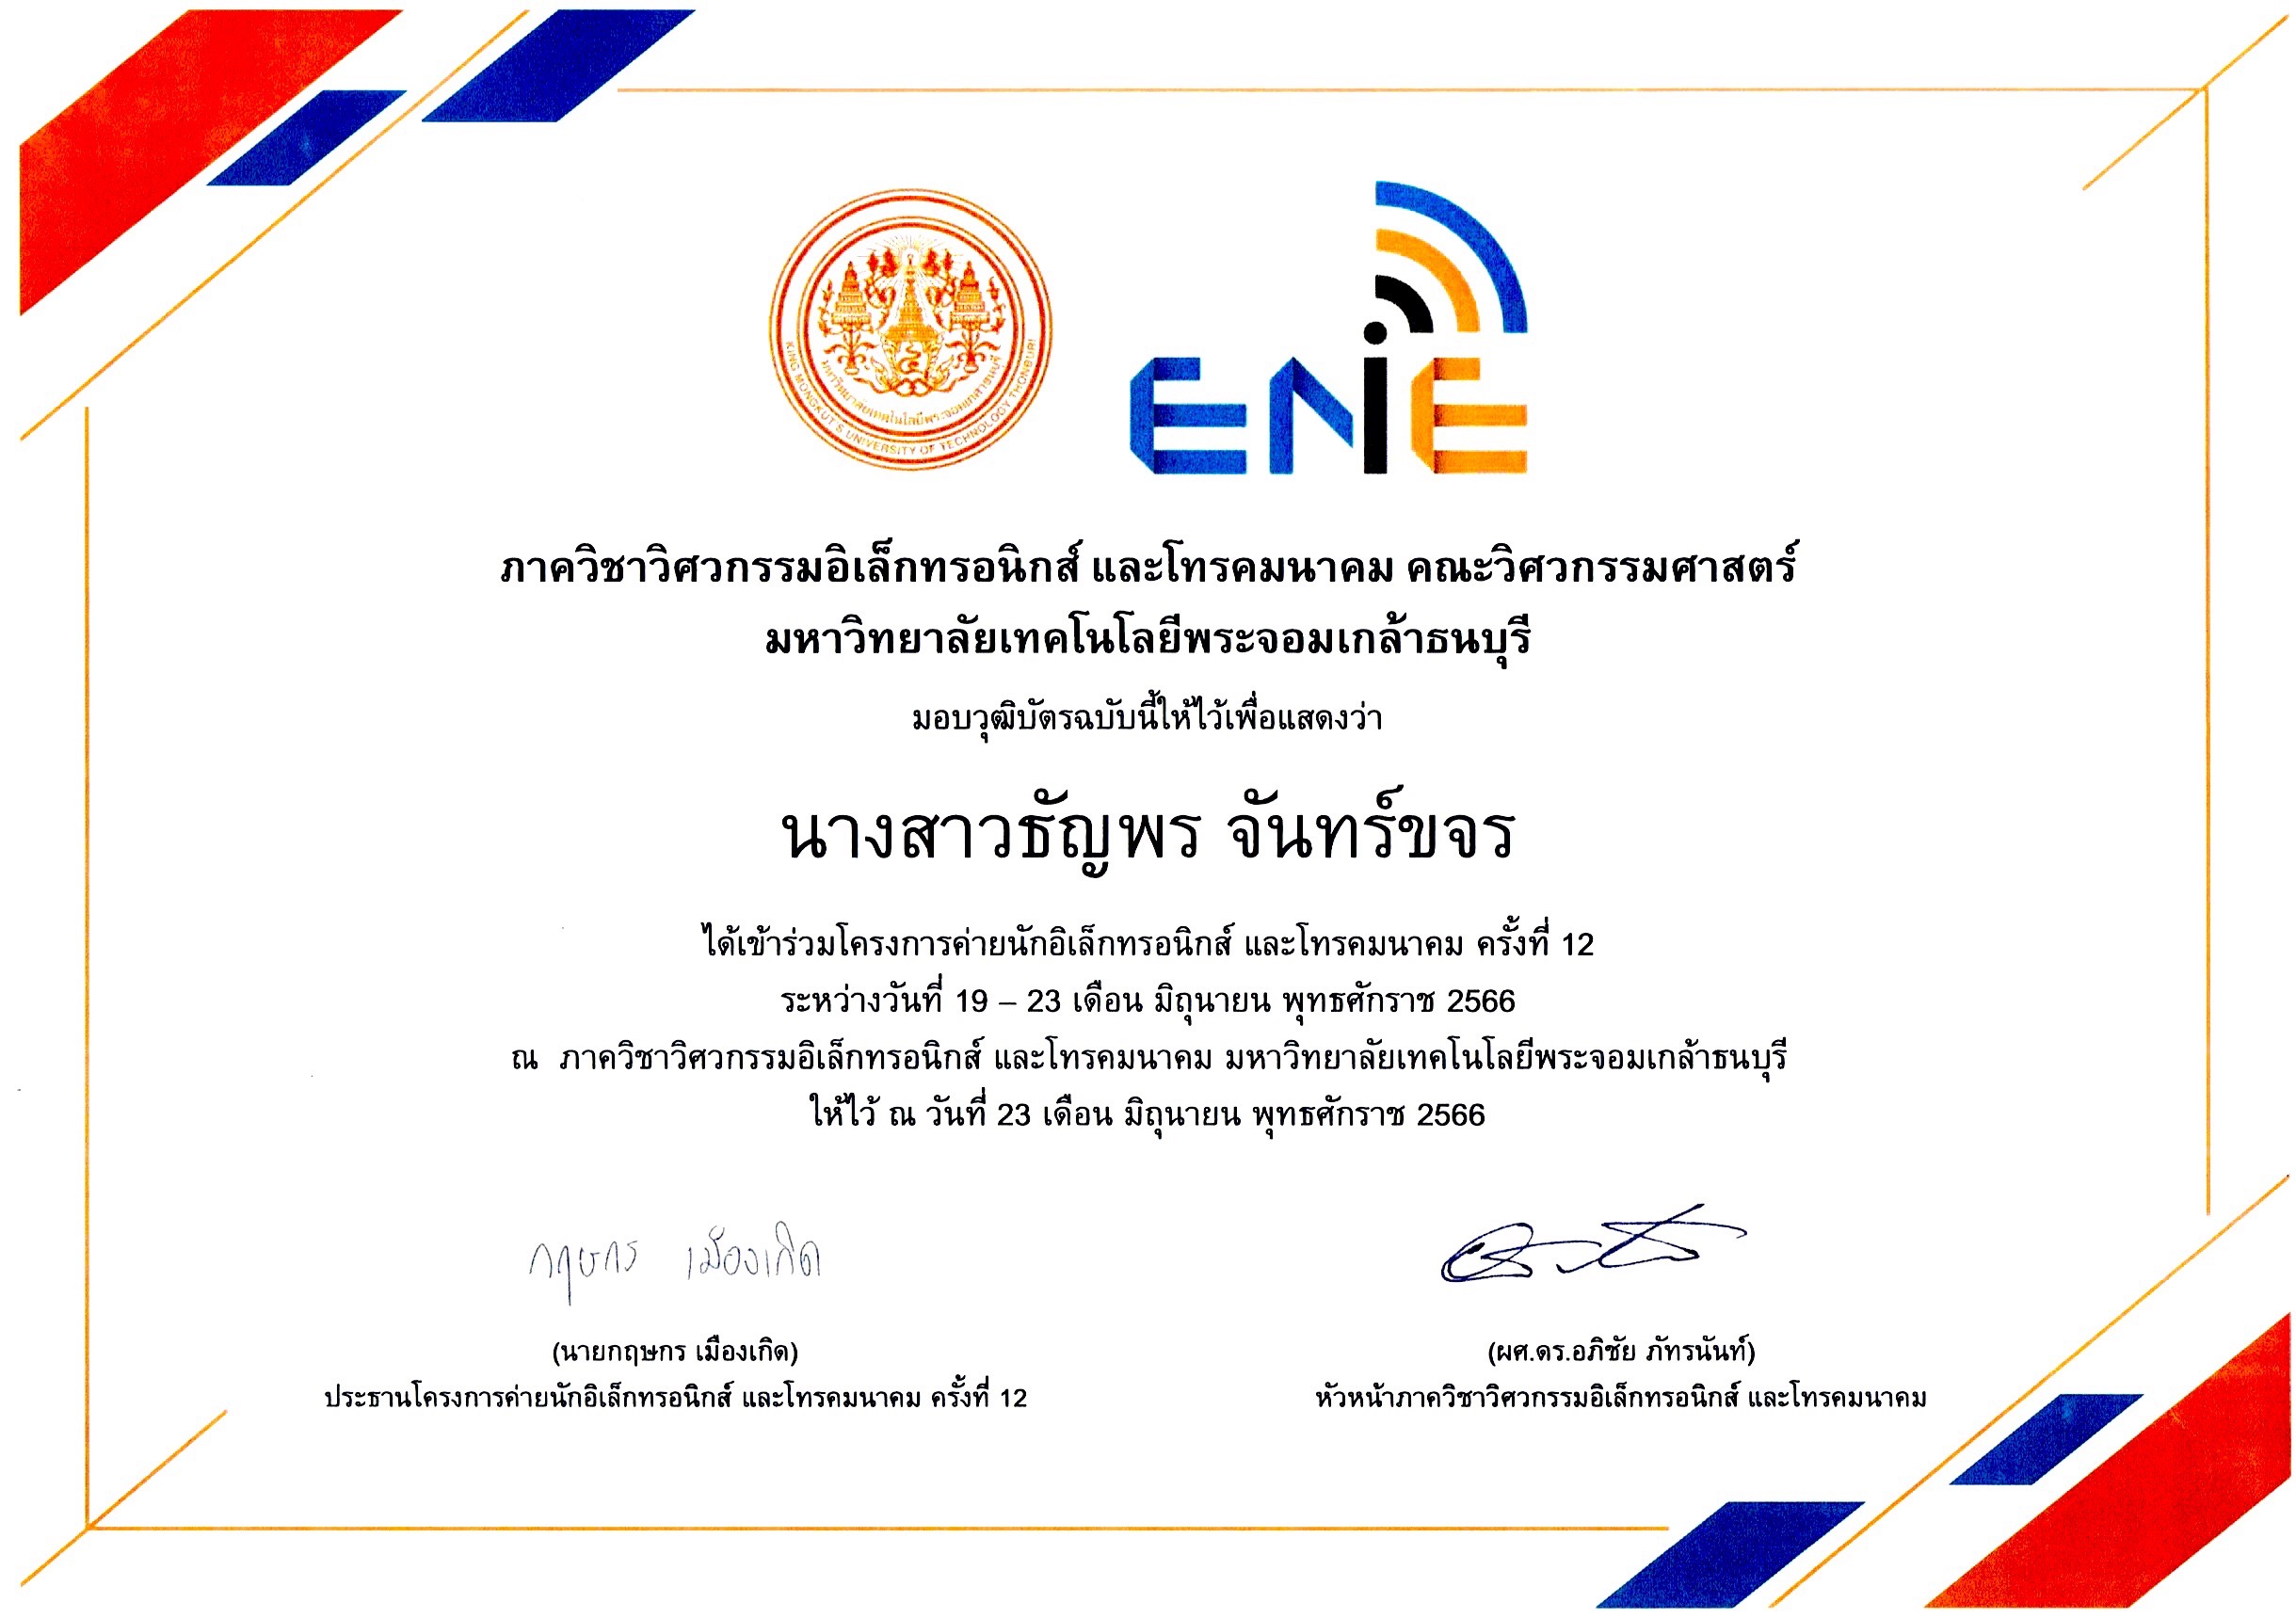 KING MONGKUT'S UNIVERSITY OF TECHNOLOGY THONBURI
มหาวิทยาลัยเทคโนโลยีพระจอมเกล้าธนบุรี
ENiE
ภาควิชาวิศวกรรมอิเล็กทรอนิกส์ และโทรคมนาคม คณะวิศวกรรมศาสตร์
มหาวิทยาลัยเทคโนโลยีพระจอมเกล้าธนบุรี
มอบวุฒิบัตรฉบับนี้ให้ไว้เพื่อแสดงว่า
นางสาวธัญพร จันทร์ขจร
ได้เข้าร่วมโครงการค่ายนักอิเล็กทรอนิกส์ และโทรคมนาคม ครั้งที่ 12
ระหว่างวันที่ 19 – 23 เดือน มิถุนายน พุทธศักราช 2566
ณ ภาควิชาวิศวกรรมอิเล็กทรอนิกส์ และโทรคมนาคม มหาวิทยาลัยเทคโนโลยีพระจอมเกล้าธนบุรี
ให้ไว้ ณ วันที่ 23 เดือน มิถุนายน พุทธศักราช 2566
กฤษกร เมืองเกิด
(นายกฤษกร เมืองเกิด)
ประธานโครงการค่ายนักอิเล็กทรอนิกส์ และโทรคมนาคม ครั้งที่ 12
(ผศ.ดร.อภิชัย ภัทรนันท์)
หัวหน้าภาควิชาวิศวกรรมอิเล็กทรอนิกส์ และโทรคมนาคม